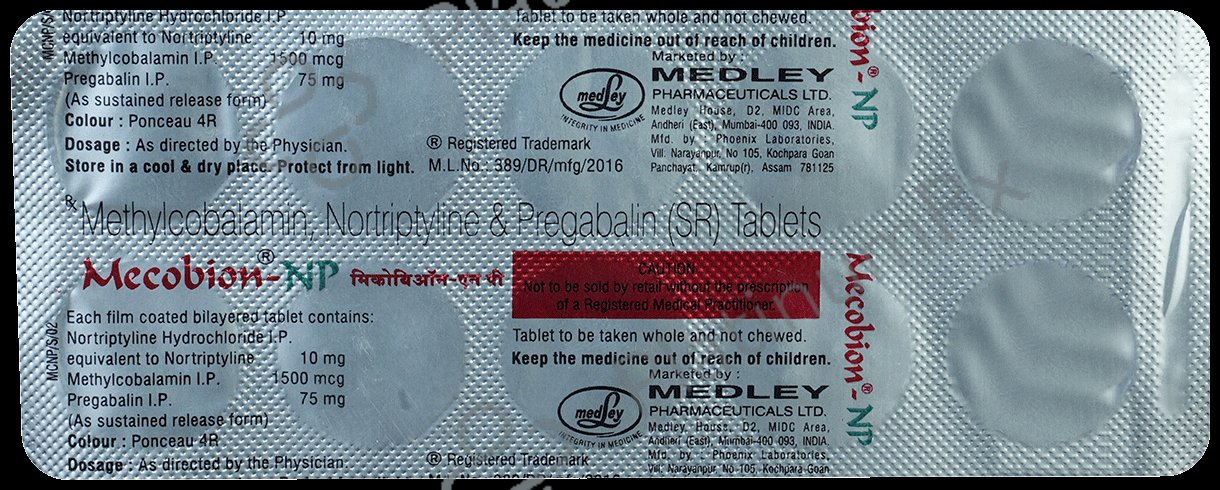 Nortriptyline Hydrochloride I.P.
equivalent to Nortriptyline 10 mg
Methylcobalamin I.P. 1500 mcg
Pregabalin I.P. 75 mg
(As sustained release form)
Colour : Ponceau 4R
Dosage : As directed by the Physician.
Store in a cool & dry place. Protect from light.
MCNP/S/
Tablet to be taken whole and not chewed.
Keep the medicine out of reach of children.
Marketed by :
medley
INTEGRITY IN MEDICINE
MEDLEY
PHARMACEUTICALS LTD.
Medley House, D2, MIDC Area,
Andheri (East), Mumbai-400 093, INDIA.
Mfd. by : Phoenix Laboratories,
Vill: Narayanpur, No 105, Kochpara Goan
Panchayat, Kamrup(r), Assam 781125
® Registered Trademark
M.L.No.: 389/DR/mfg/2016
bion®-NP
Rx
Methylcobalamin, Nortriptyline & Pregabalin (SR) Tablets
Mecobion®-NP मिकोबिऑन-एन पी
CAUTION
Not to be sold by retail without the prescription
of a Registered Medical Practitioner.
Each film coated bilayered tablet contains:
Nortriptyline Hydrochloride I.P.
equivalent to Nortriptyline 10 mg
Methylcobalamin I.P. 1500 mcg
Pregabalin I.P. 75 mg
(As sustained release form)
Colour : Ponceau 4R
Dosage : As directed by the Physician.
MCNP/S/02
Tablet to be taken whole and not chewed.
Keep the medicine out of reach of children.
Marketed by :
medley
INTEGRITY IN MEDICINE
MEDLEY
PHARMACEUTICALS LTD.
Medley House, D2, MIDC Area,
Andheri (East), Mumbai-400 093, INDIA.
Mfd. by : Phoenix Laboratories,
Vill: Narayanpur, No 105, Kochpara Goan
® Registered Trademark
Mecobion®-NP